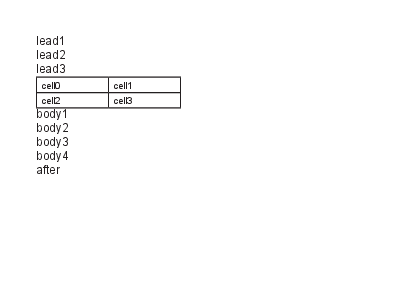 lead1
lead2
lead3
cell0 cell1
cell2 cell3
body1
body2
body3
body4
after